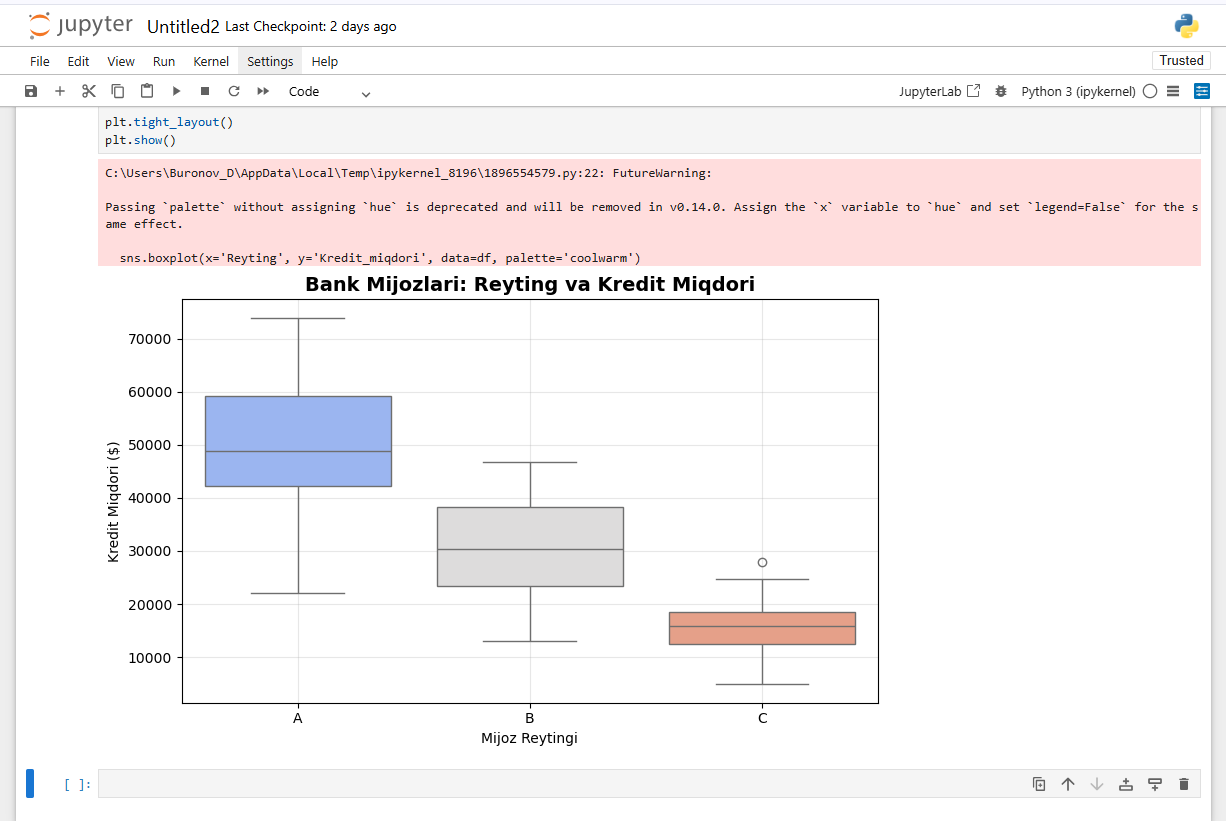 jupyter Untitled2 Last Checkpoint: 2 days ago
File Edit View Run Kernel Settings Help
Trusted
Code
JupyterLab
Python 3 (ipykernel)
plt.tight_layout()
plt.show()
C:\Users\Buronov_D\AppData\Local\Temp\ipykernel_8196\1896554579.py:22: FutureWarning:
Passing `palette` without assigning `hue` is deprecated and will be removed in v0.14.0. Assign the `x` variable to `hue` and set `legend=False` for the s
ame effect.
sns.boxplot(x='Reyting', y='Kredit_miqdori', data=df, palette='coolwarm')
Bank Mijozlari: Reyting va Kredit Miqdori
Kredit Miqdori ($)
70000
60000
50000
40000
30000
20000
10000
A B C
Mijoz Reytingi
[ ]: